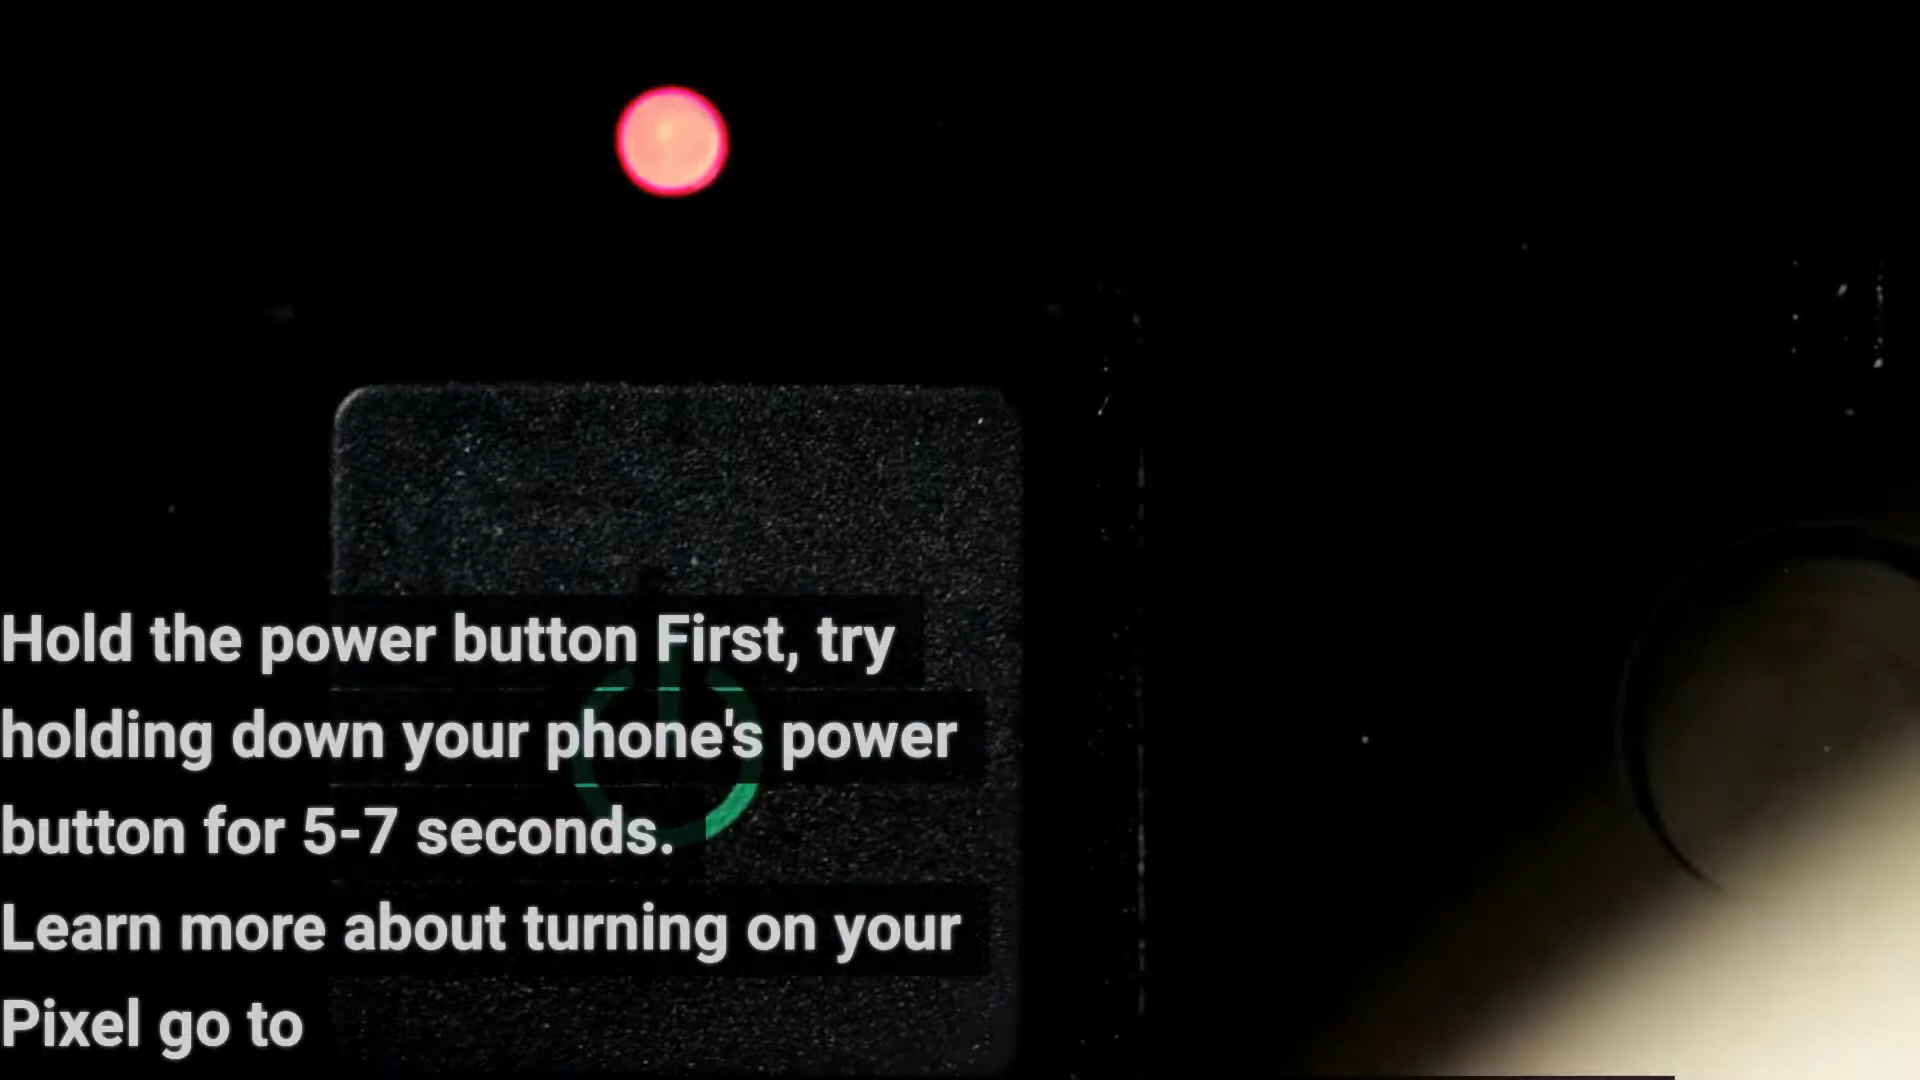 Hold the power button First, try
holding down your phone's power
button for 5-7 seconds.
Learn more about turning on your
Pixel go to